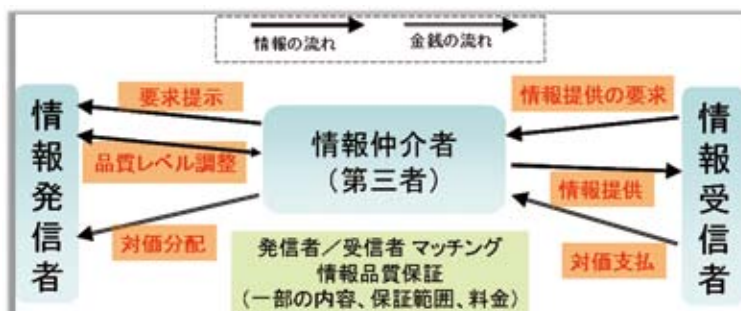 情報の流れ
金銭の流れ
情報発信者
要求提示
品質レベル調整
対価分配
情報仲介者
(第三者)
発信者/受信者 マッチング
情報品質保証
(一部の内容、保証範囲、料金)
情報提供の要求
情報提供
対価支払
情報受信者